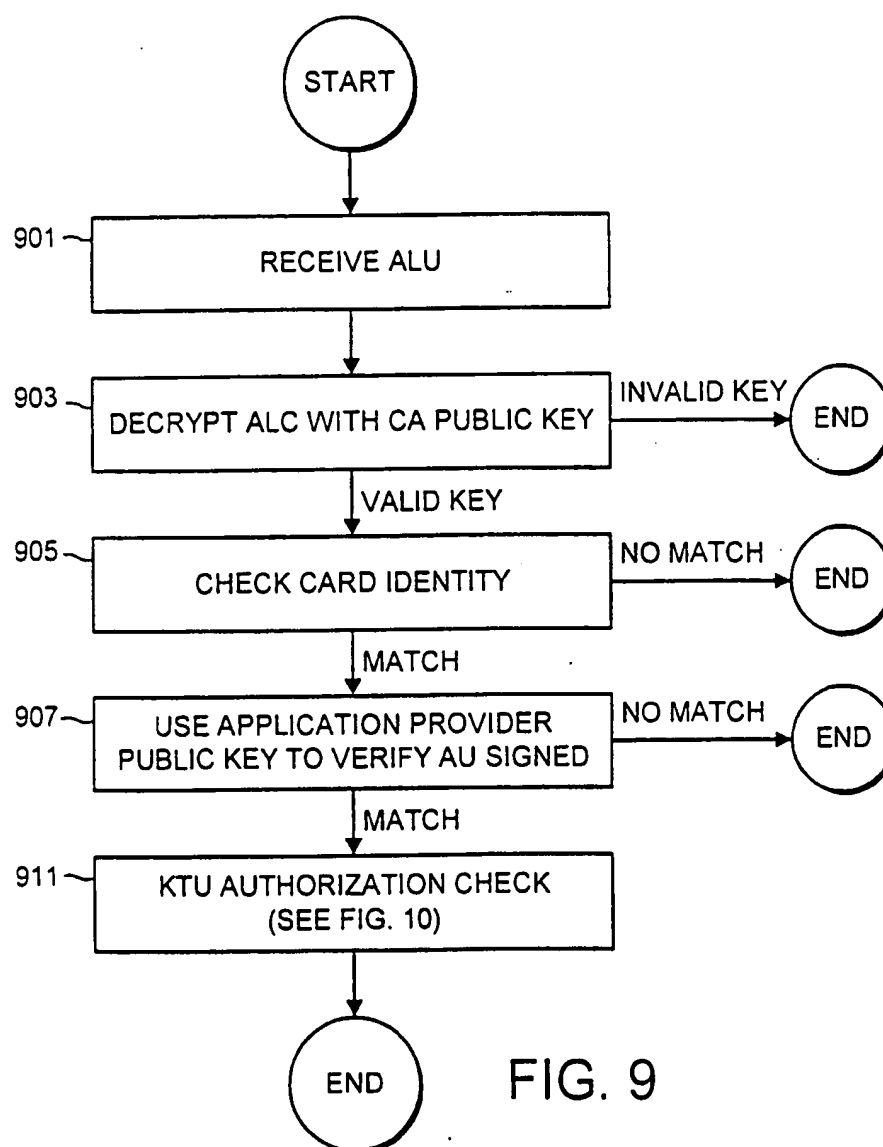 START
901
RECEIVE ALU
903
DECRYPT ALC WITH CA PUBLIC KEY
INVALID KEY
END
VALID KEY
905
CHECK CARD IDENTITY
NO MATCH
END
MATCH
907
USE APPLICATION PROVIDER
PUBLIC KEY TO VERIFY AU SIGNED
NO MATCH
END
MATCH
911
KTU AUTHORIZATION CHECK
(SEE FIG. 10)
END
FIG. 9